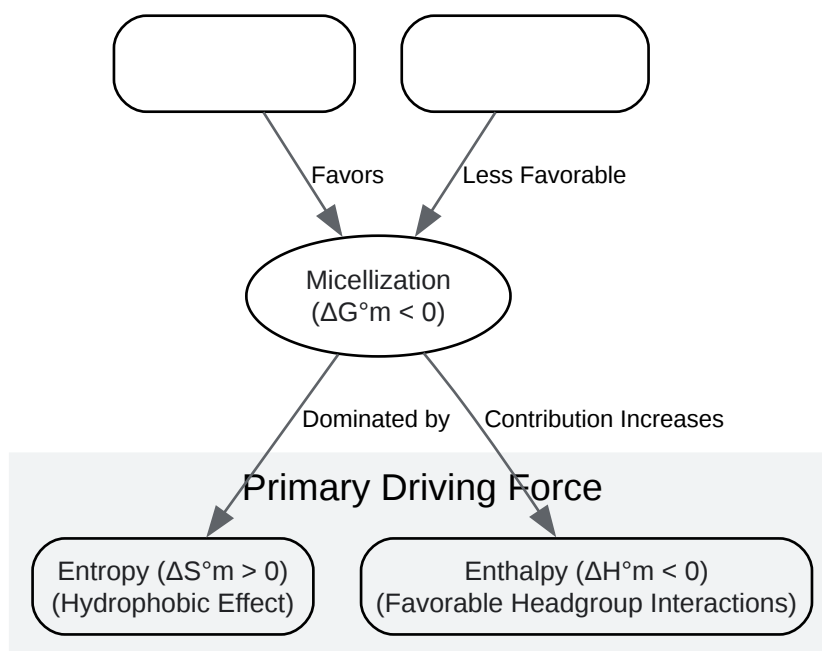 Favors
Less Favorable
Micellization
(ΔG°m < 0)
Dominated by
Contribution Increases
Primary Driving Force
Entropy (ΔS°m > 0)
(Hydrophobic Effect)
Enthalpy (ΔH°m < 0)
(Favorable Headgroup Interactions)